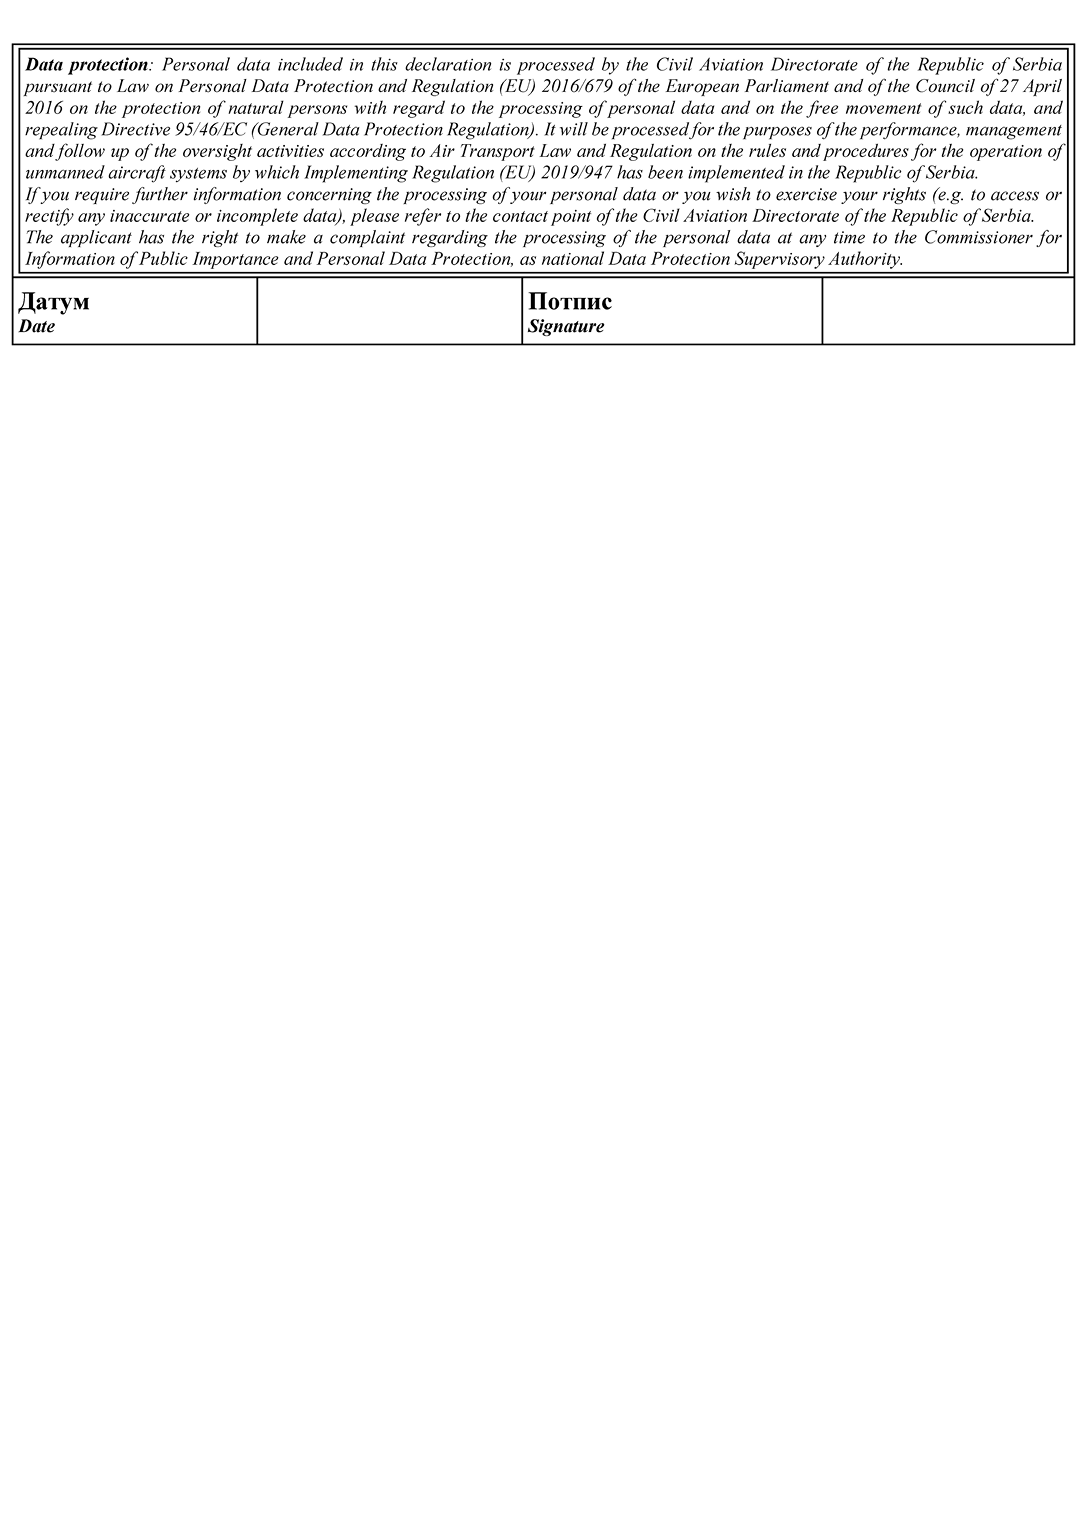 Data protection: Personal data included in this declaration is processed by the Civil Aviation Directorate of the Republic of Serbia
pursuant to Law on Personal Data Protection and Regulation (EU) 2016/679 of the European Parliament and of the Council of 27 April
2016 on the protection of natural persons with regard to the processing of personal data and on the free movement of such data, and
repealing Directive 95/46/EC (General Data Protection Regulation). It will be processed for the purposes of the performance, management
and follow up of the oversight activities according to Air Transport Law and Regulation on the rules and procedures for the operation of
unmanned aircraft systems by which Implementing Regulation (EU) 2019/947 has been implemented in the Republic of Serbia.
If you require further information concerning the processing of your personal data or you wish to exercise your rights (e.g. to access or
rectify any inaccurate or incomplete data), please refer to the contact point of the Civil Aviation Directorate of the Republic of Serbia.
The applicant has the right to make a complaint regarding the processing of the personal data at any time to the Commissioner for
Information of Public Importance and Personal Data Protection, as national Data Protection Supervisory Authority.
Датум
Date
Потпис
Signature